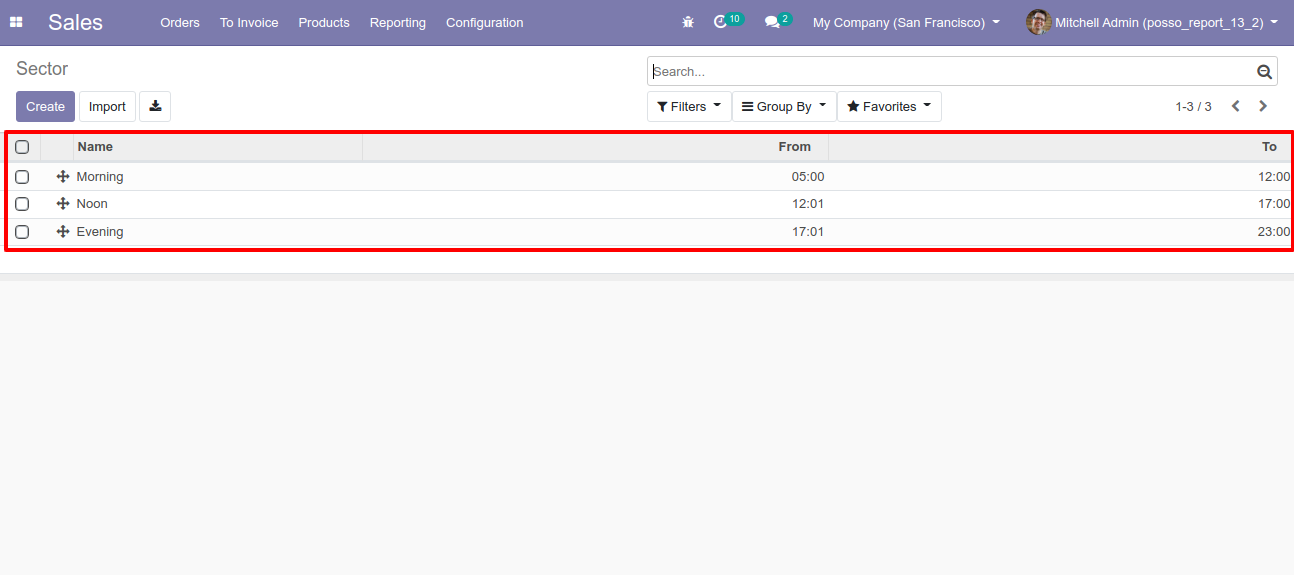 Sales Orders To Invoice Products Reporting Configuration 10 2 My Company (San Francisco) Mitchell Admin (posso_report_13_2)
Sector Search...
Create Import Filters Group By Favorites 1-3 / 3
Name From To
Morning 05:00 12:00
Noon 12:01 17:00
Evening 17:01 23:00